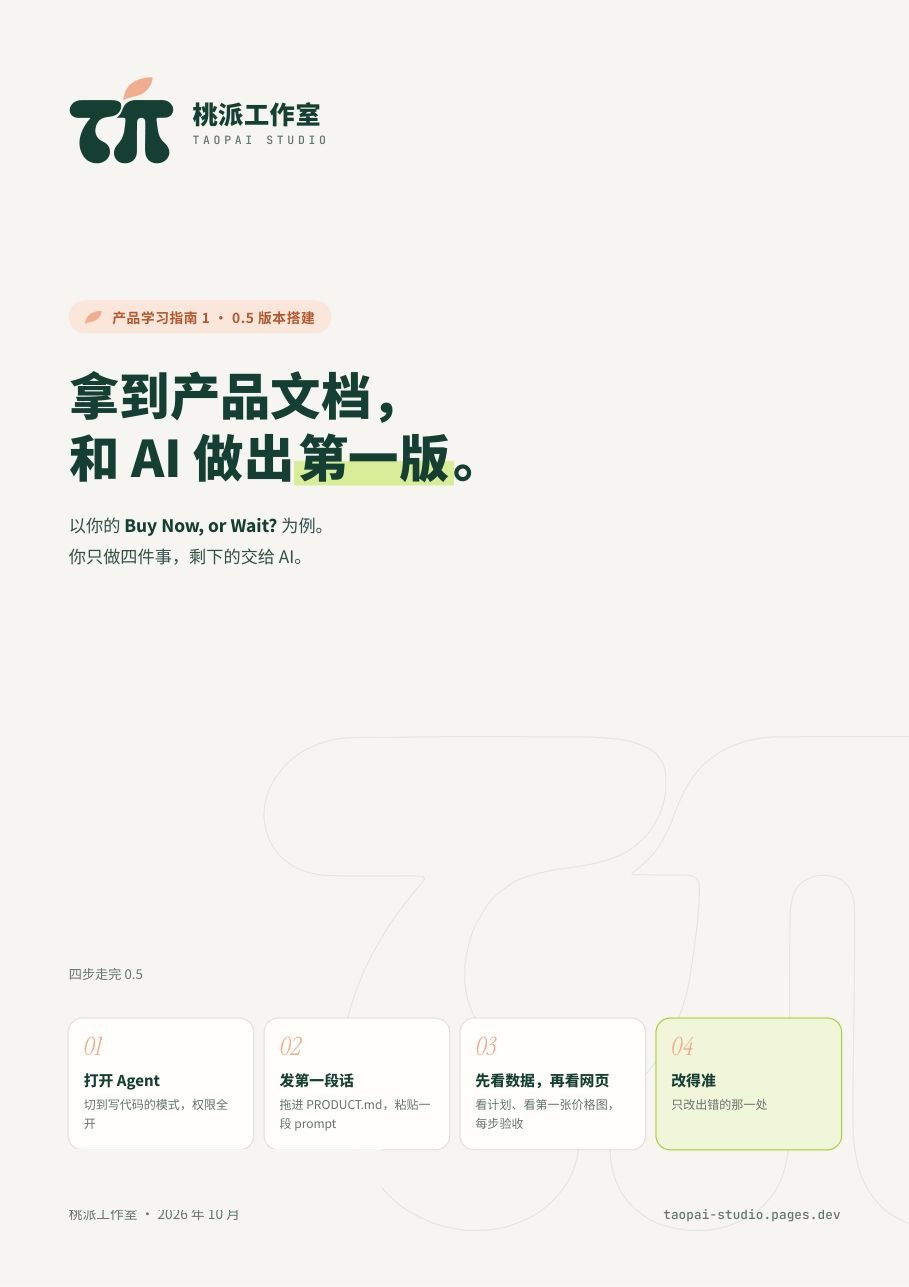 桃派工作室
TAOPAI STUDIO
产品学习指南 1 · 0.5 版本搭建
拿到产品文档，
和 AI 做出第一版。
以你的 Buy Now, or Wait? 为例。
你只做四件事，剩下的交给 AI。
四步走完 0.5
01
打开 Agent
切到写代码的模式，权限全
开
02
发第一段话
拖进 PRODUCT.md，粘贴一
段 prompt
03
先看数据，再看网页
看计划、看第一张价格图，
每步验收
04
改得准
只改出错的那一处
桃派工作室 · 2026 年 10 月
taopai-studio.pages.dev